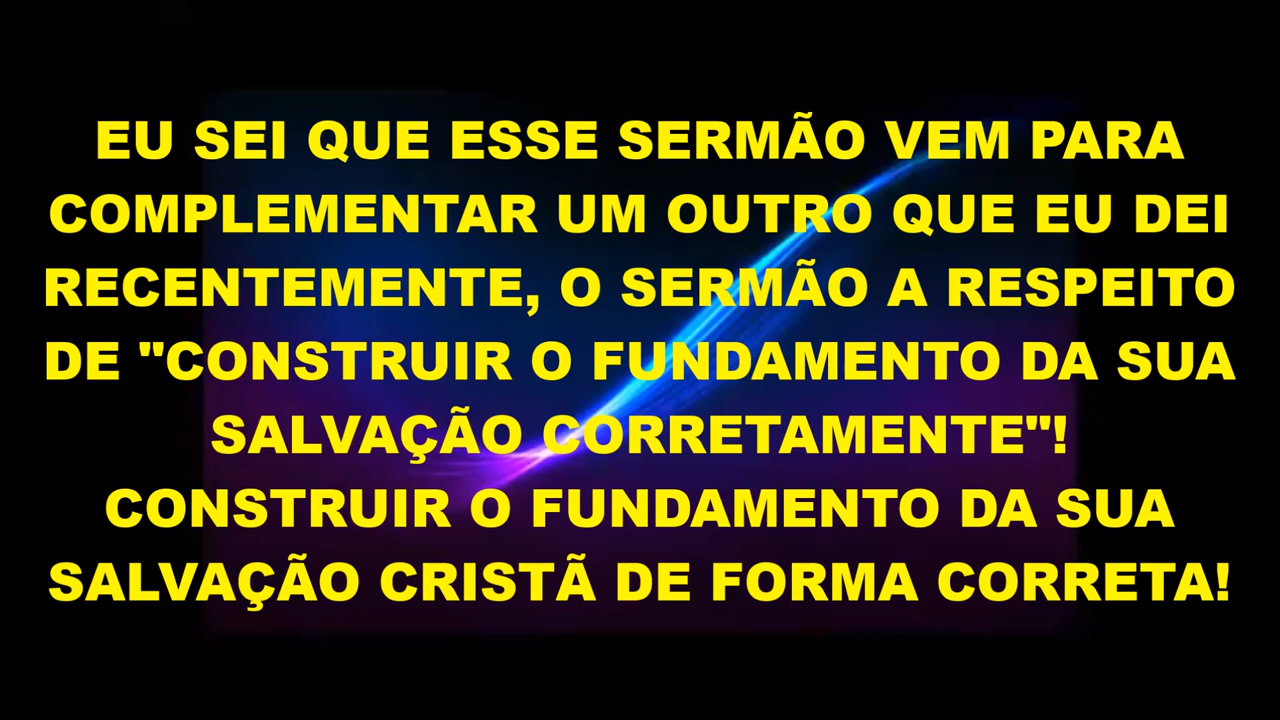 EU SEI QUE ESSE SERMÃO VEM PARA
COMPLEMENTAR UM OUTRO QUE EU DEI
RECENTEMENTE, O SERMÃO A RESPEITO
DE "CONSTRUIR O FUNDAMENTO DA SUA
SALVAÇÃO CORRETAMENTE"!
CONSTRUIR O FUNDAMENTO DA SUA
SALVAÇÃO CRISTÃ DE FORMA CORRETA!